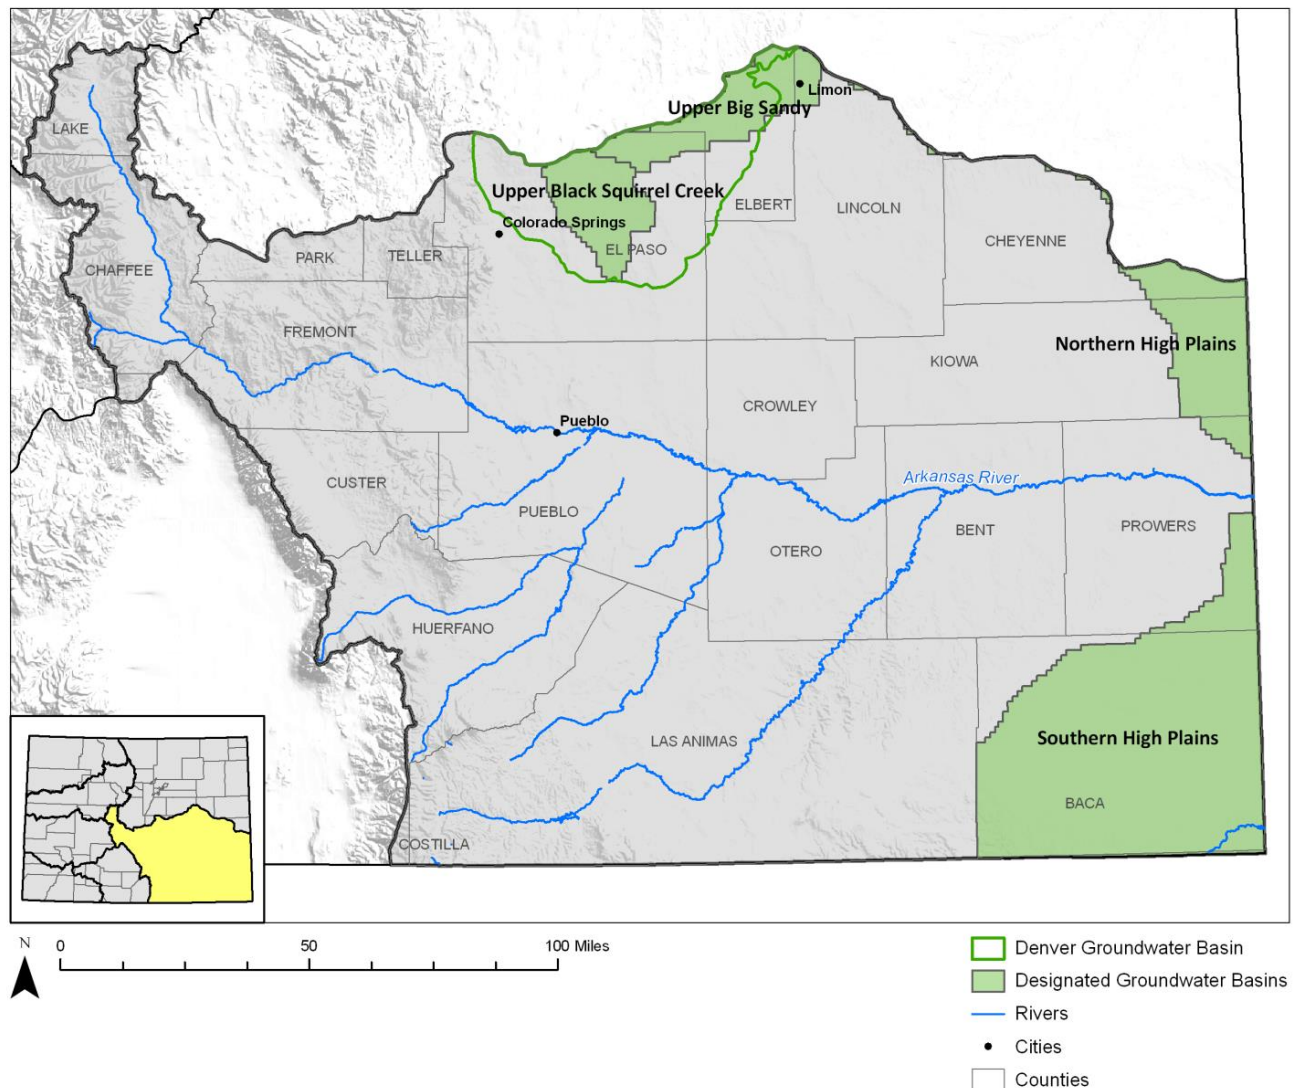 Limon
Upper Big Sandy
LAKE
Upper Black Squirrel Creek
ELBERT
LINCOLN
Colorado Springs
EL PASO
CHEYENNE
PARK
TELLER
CHAFFEE
FREMONT
Northern High Plains
KIOWA
CROWLEY
Pueblo
Arkansas River
CUSTER
PUEBLO
BENT
PROWERS
OTERO
HUERFANO
LAS ANIMAS
Southern High Plains
BACA
COSTILLA
N
0 50 100 Miles
Denver Groundwater Basin
Designated Groundwater Basins
Rivers
Cities
Counties